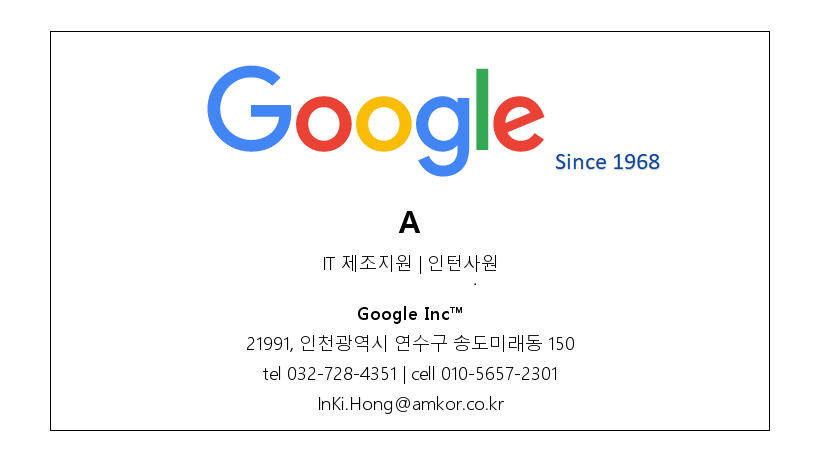 Google
Since 1968
A
IT 제조지원 | 인턴사원
Google Inc™
21991, 인천광역시 연수구 송도미래동 150
tel 032-728-4351 | cell 010-5657-2301
InKi.Hong@amkor.co.kr